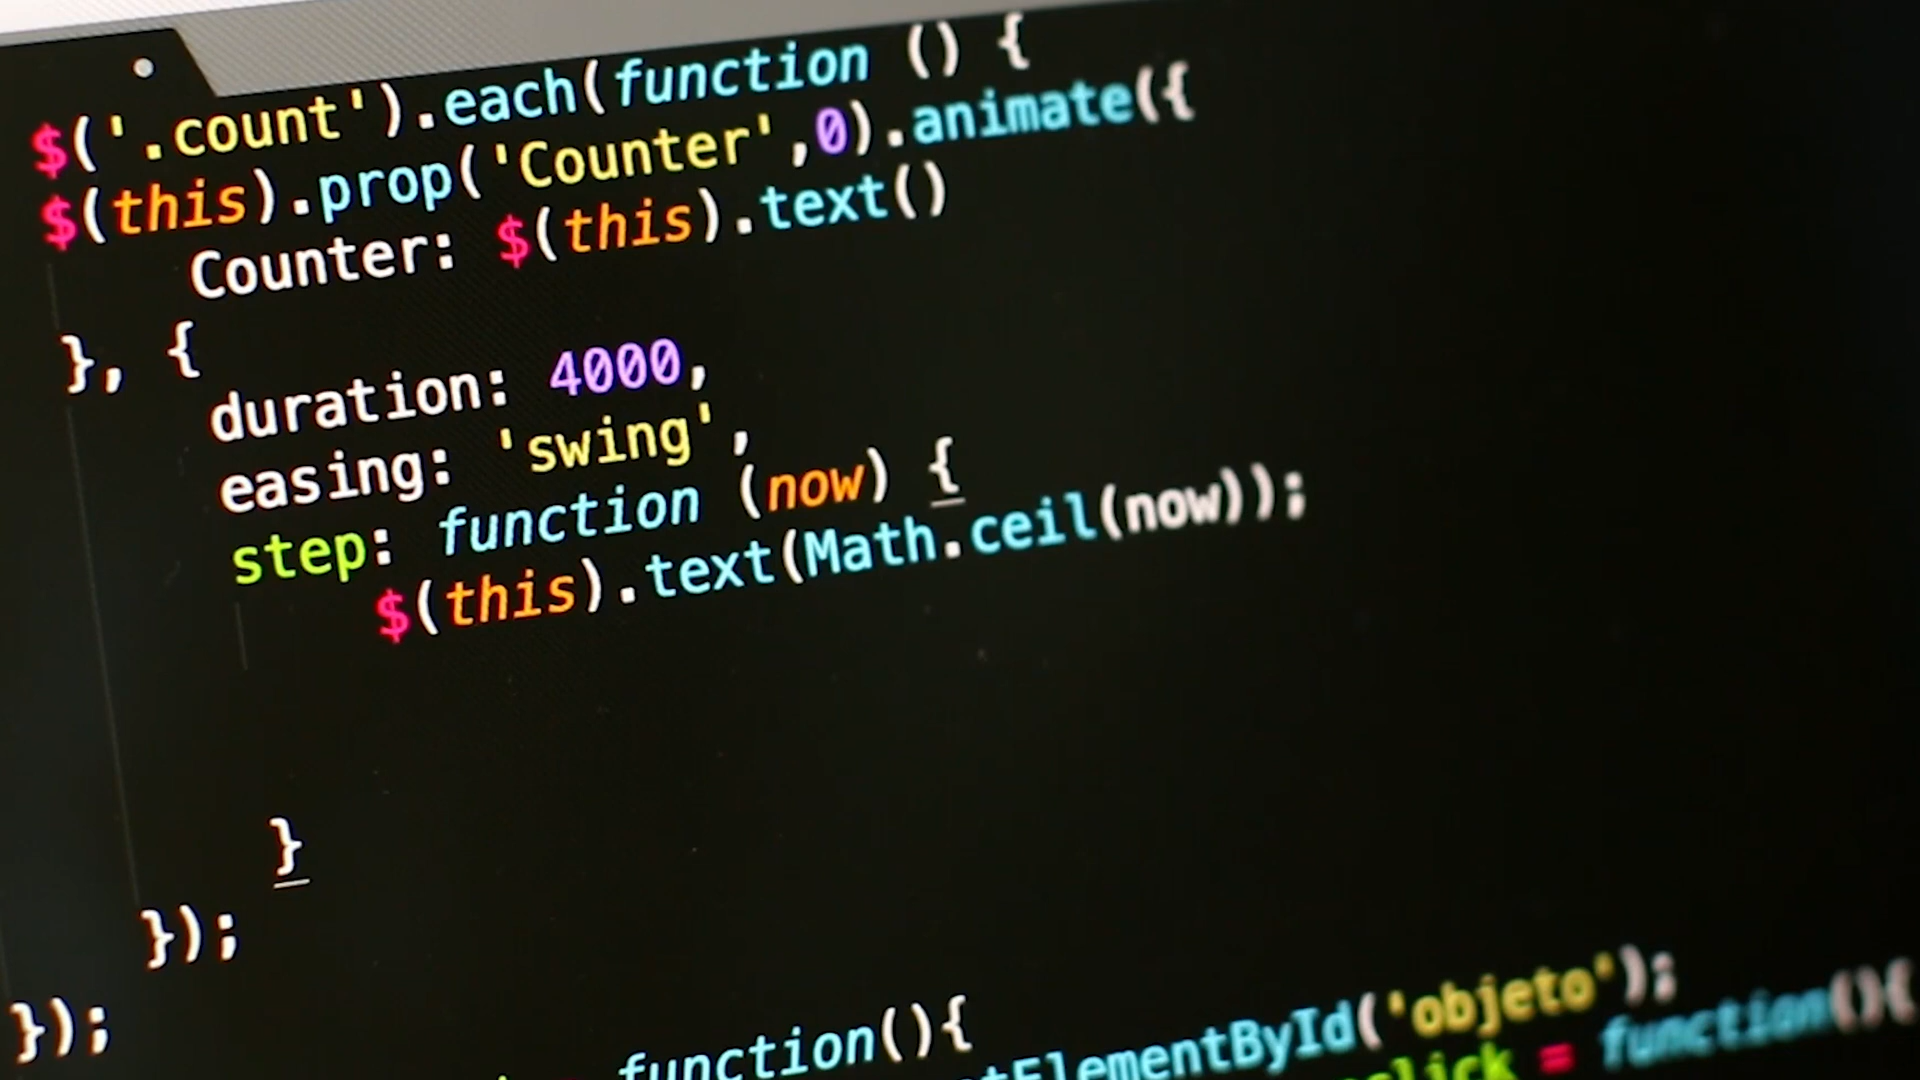 $('.count').each(function () {
$(this).prop('Counter',0).animate({
Counter: $(this).text()
}, {
duration: 4000,
easing: 'swing',
step: function (now) {
$(this).text(Math.ceil(now));
}
});
});
function(){
ElementById('objeto');
click = function(){